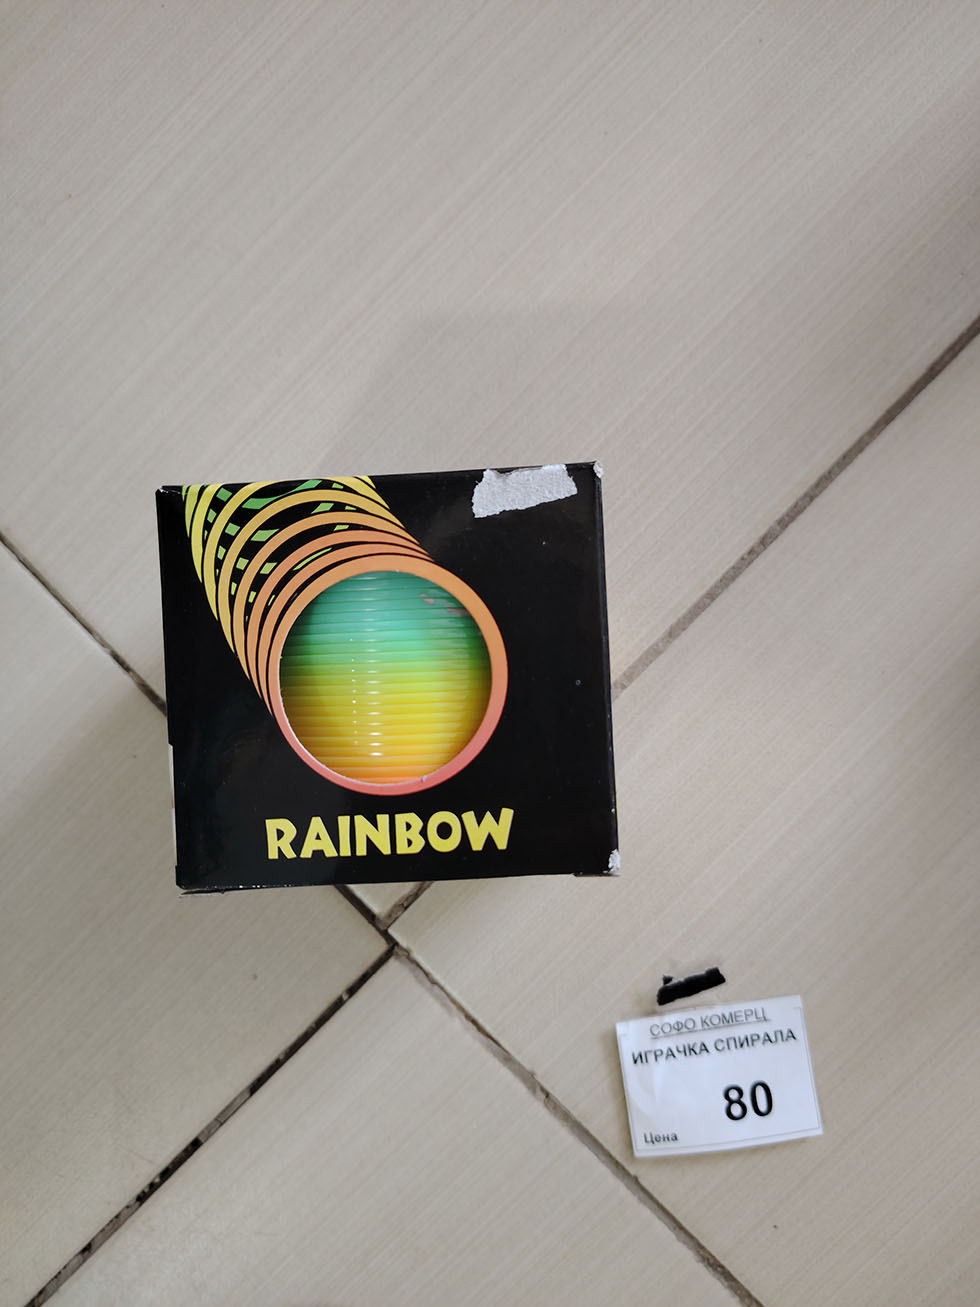 RAINBOW
СОФО КОМЕРЦ
ИГРАЧКА СПИРАЛА
80
Цена